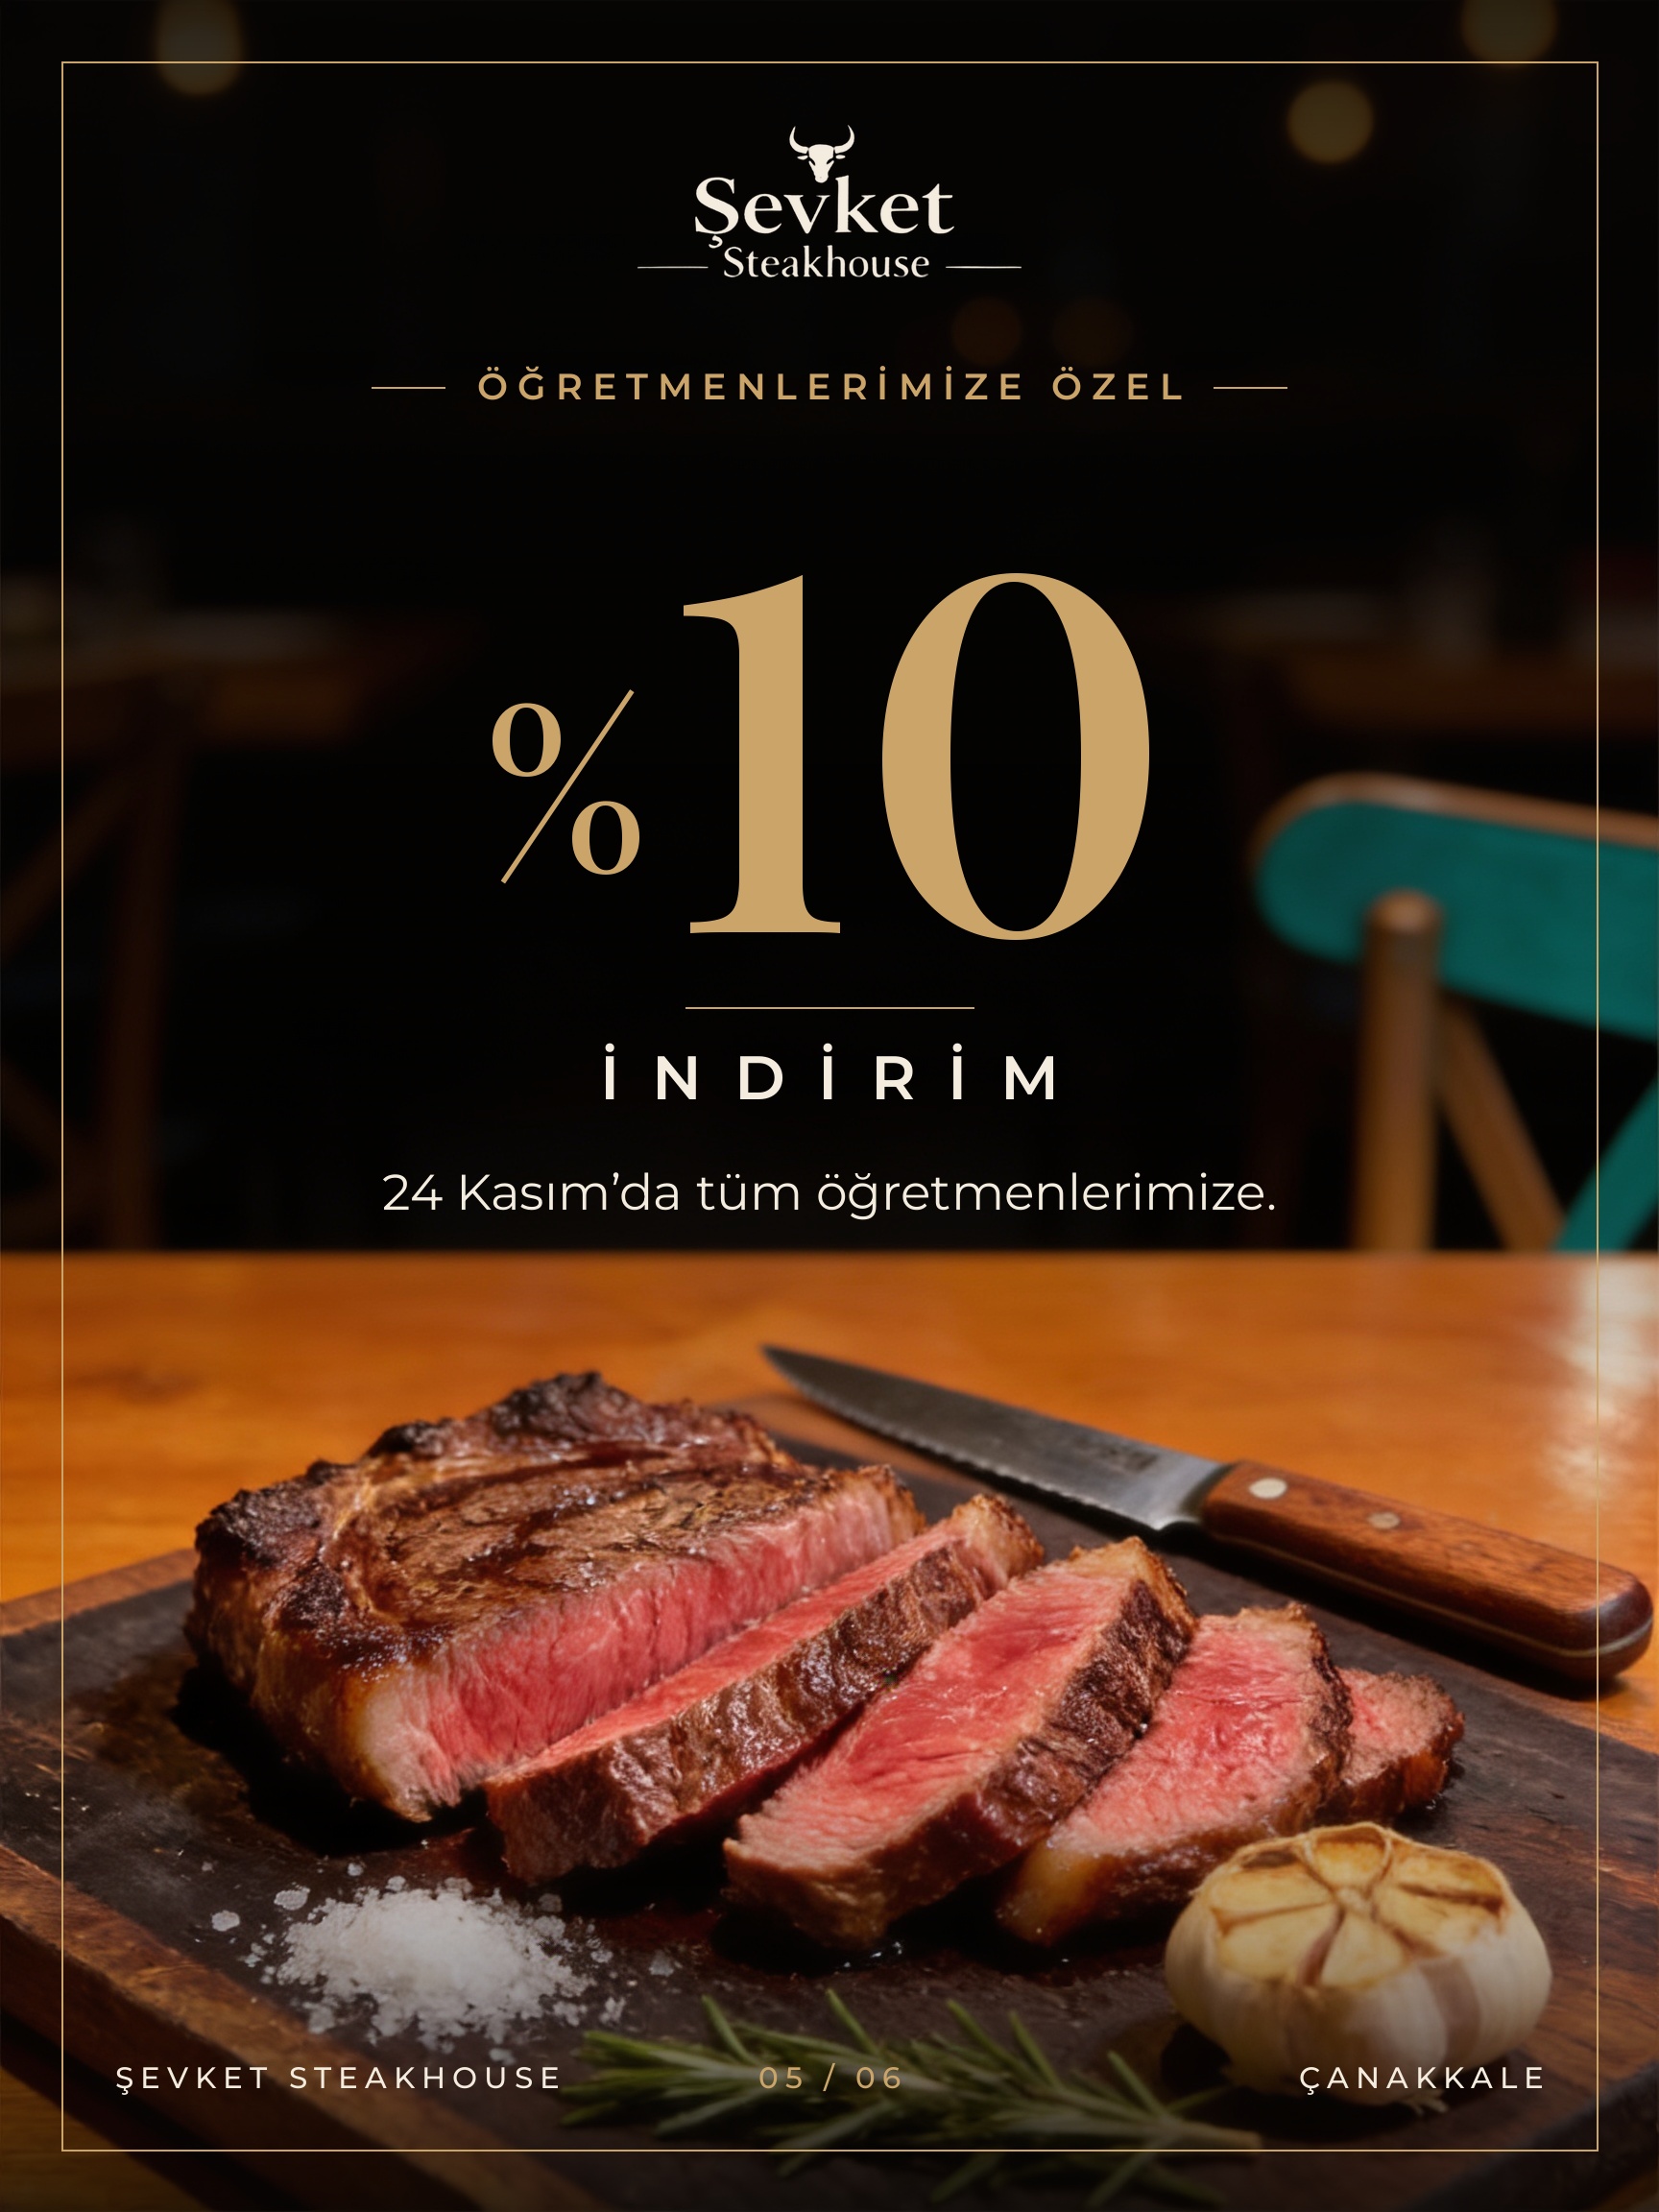 Şevket
Steakhouse
ÖĞRETMENLERİMİZE ÖZEL
%10
İNDİRİM
24 Kasım’da tüm öğretmenlerimize.
ŞEVKET STEAKHOUSE 05 / 06 ÇANAKKALE